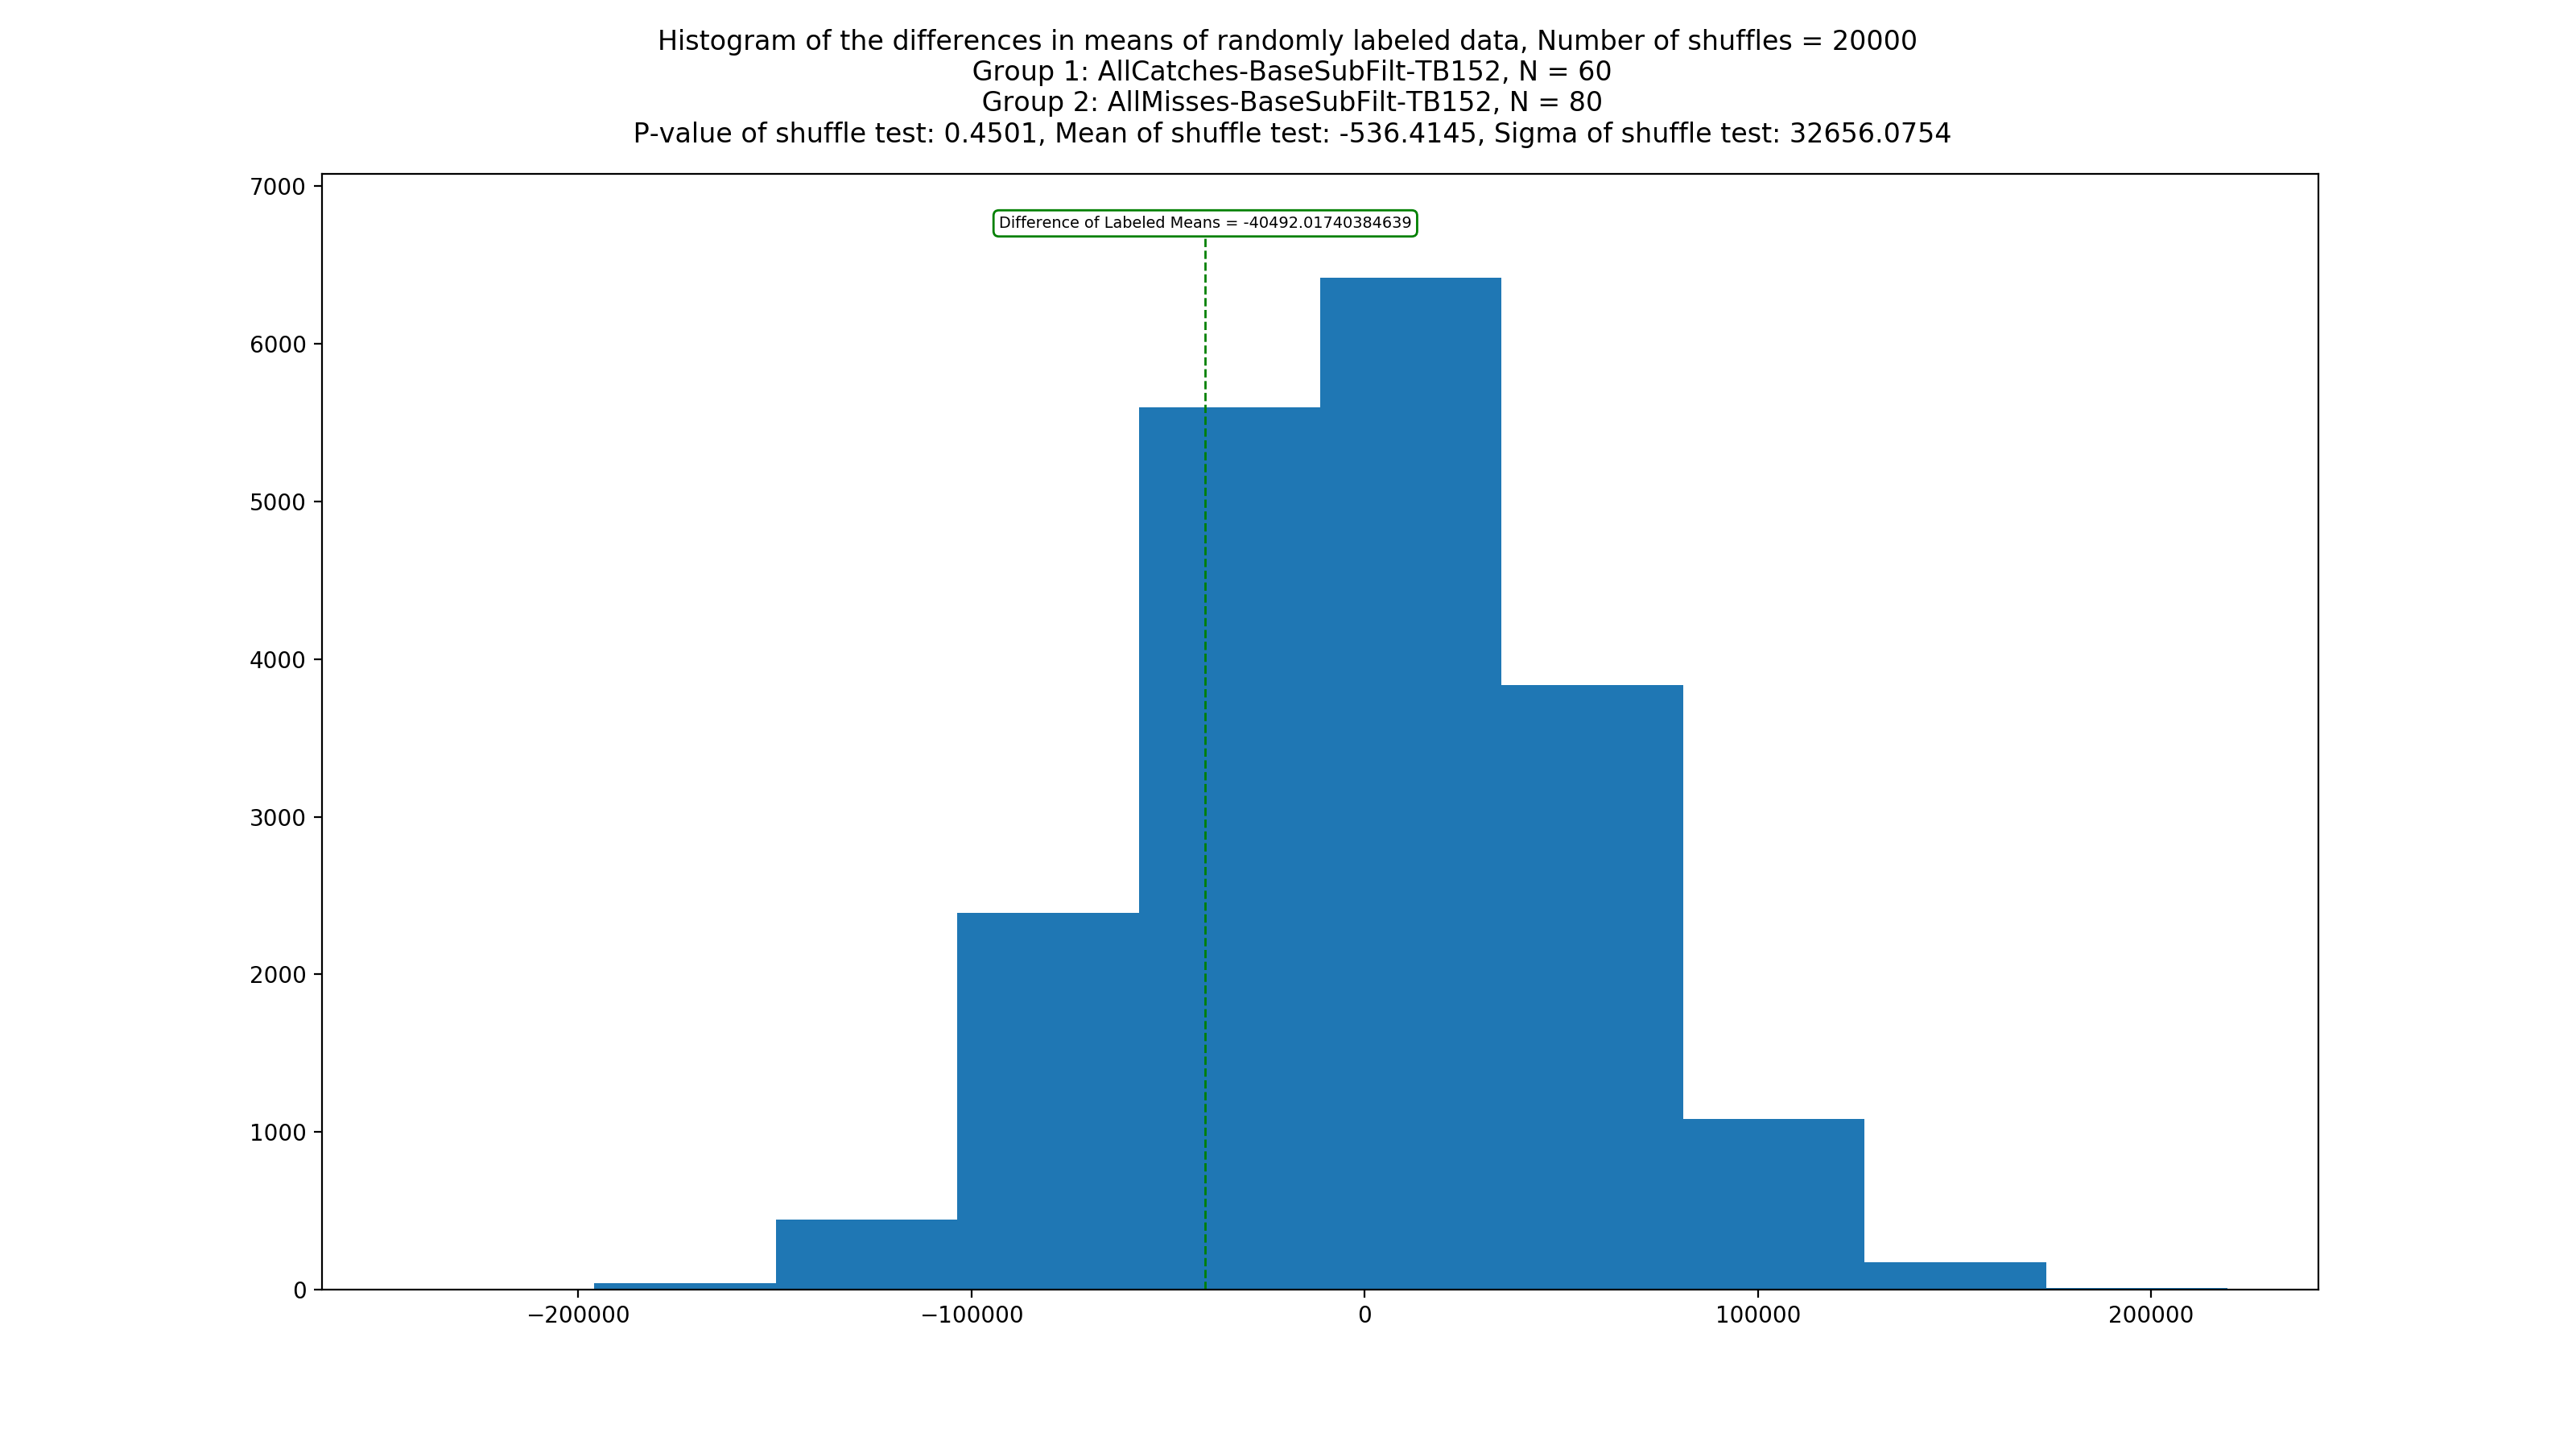 Histogram of the differences in means of randomly labeled data, Number of shuffles = 20000
Group 1: AllCatches-BaseSubFilt-TB152, N = 60
Group 2: AllMisses-BaseSubFilt-TB152, N = 80
P-value of shuffle test: 0.4501, Mean of shuffle test: -536.4145, Sigma of shuffle test: 32656.0754
7000
Difference of Labeled Means = -40492.01740384639
6000
5000
4000
3000
2000
1000
0
−200000
−100000
0
100000
200000